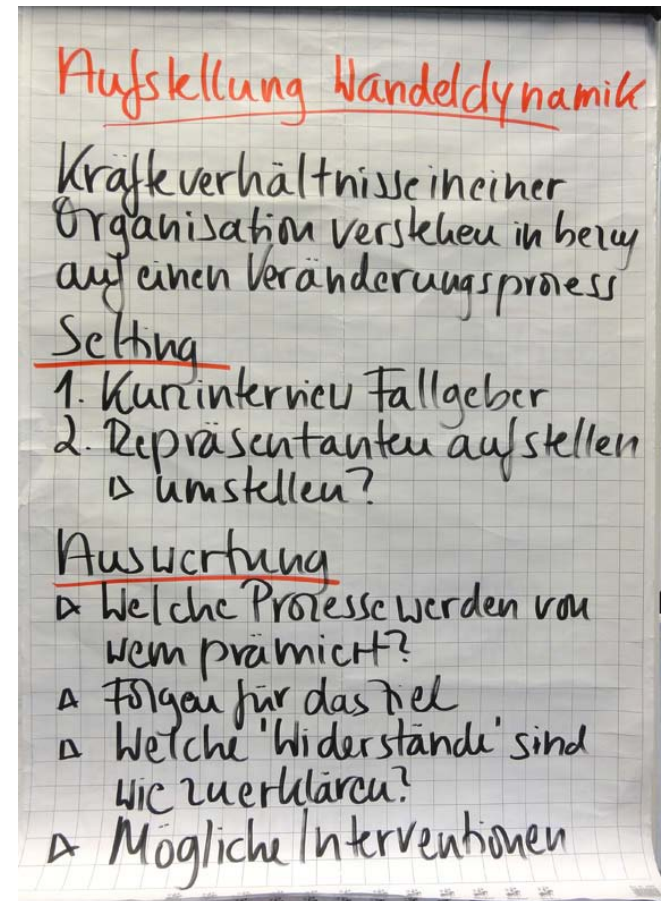 Aufstellung Wandeldynamik
Kräfteverhältnisse in einer
Organisation verstehen in bezug
auf einen Veränderungsprozess
Setting
1. Kurzinterview Fallgeber
2. Repräsentanten aufstellen
▷ umstellen?
Auswertung
▷ Welche Prozesse werden von
wem prämiert?
▷ Folgen für das Ziel
▷ Welche 'Widerstände' sind
wie zu erklären?
▷ Mögliche Interventionen